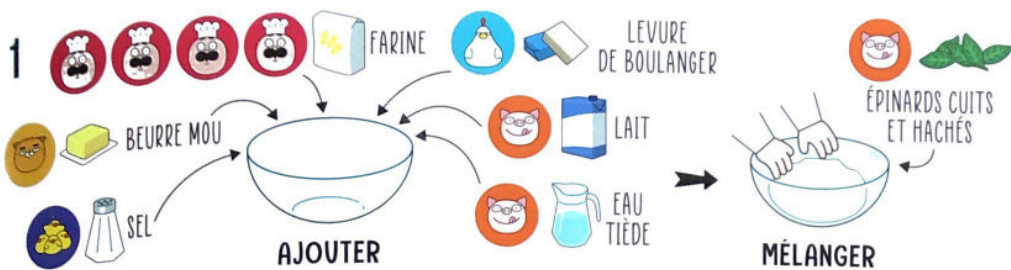 1
FARINE
LEVURE
DE BOULANGER
BEURRE MOU
LAIT
SEL
EAU
TIÈDE
AJOUTER
ÉPINARDS CUITS
ET HACHÉS
MÉLANGER